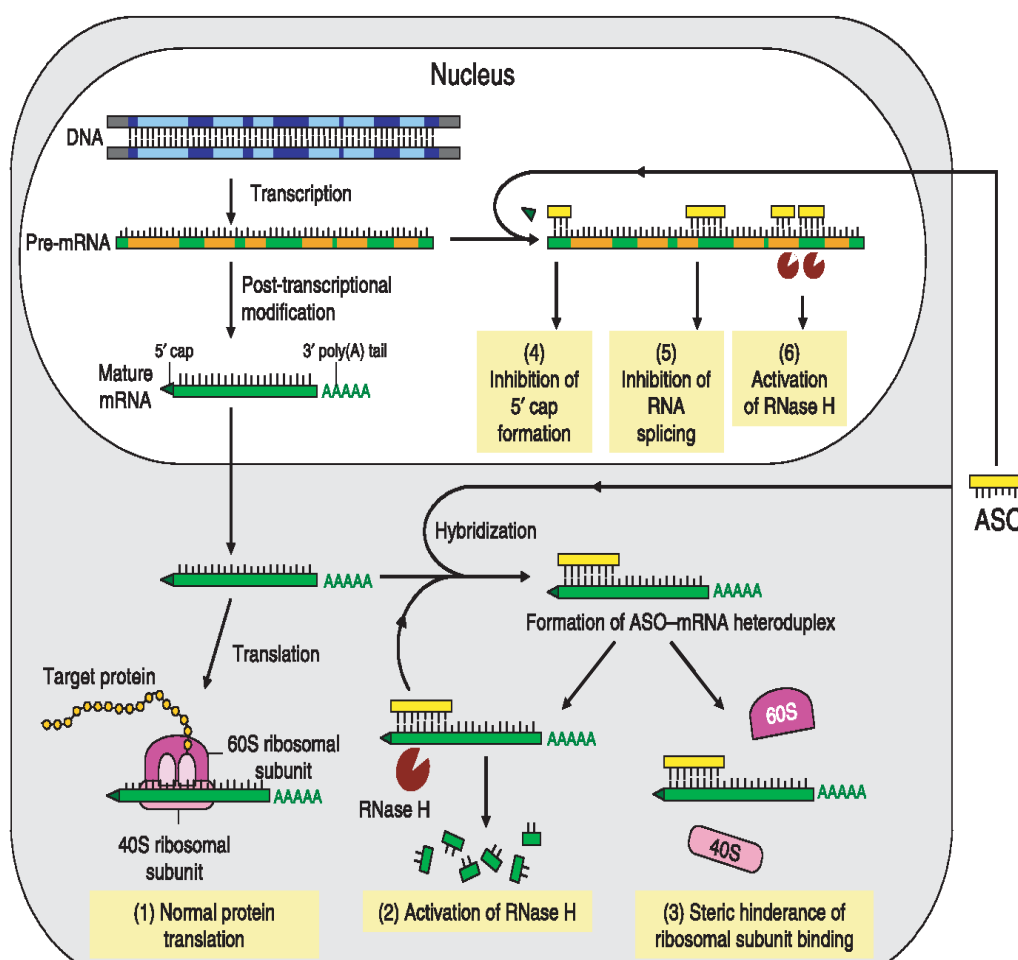 Nucleus
DNA
Transcription
Pre-mRNA
Post-transcriptional
modification
5′ cap
3′ poly(A) tail
Mature
mRNA
AAAAA
(4)
Inhibition of
5′ cap
formation
(5)
Inhibition of
RNA
splicing
(6)
Activation
of RNase H
ASO
Hybridization
AAAAA
AAAAA
Formation of ASO–mRNA heteroduplex
Translation
Target protein
60S ribosomal
subunit
AAAAA
40S ribosomal
subunit
AAAAA
RNase H
60S
AAAAA
40S
(1) Normal protein
translation
(2) Activation of RNase H
(3) Steric hinderance of
ribosomal subunit binding